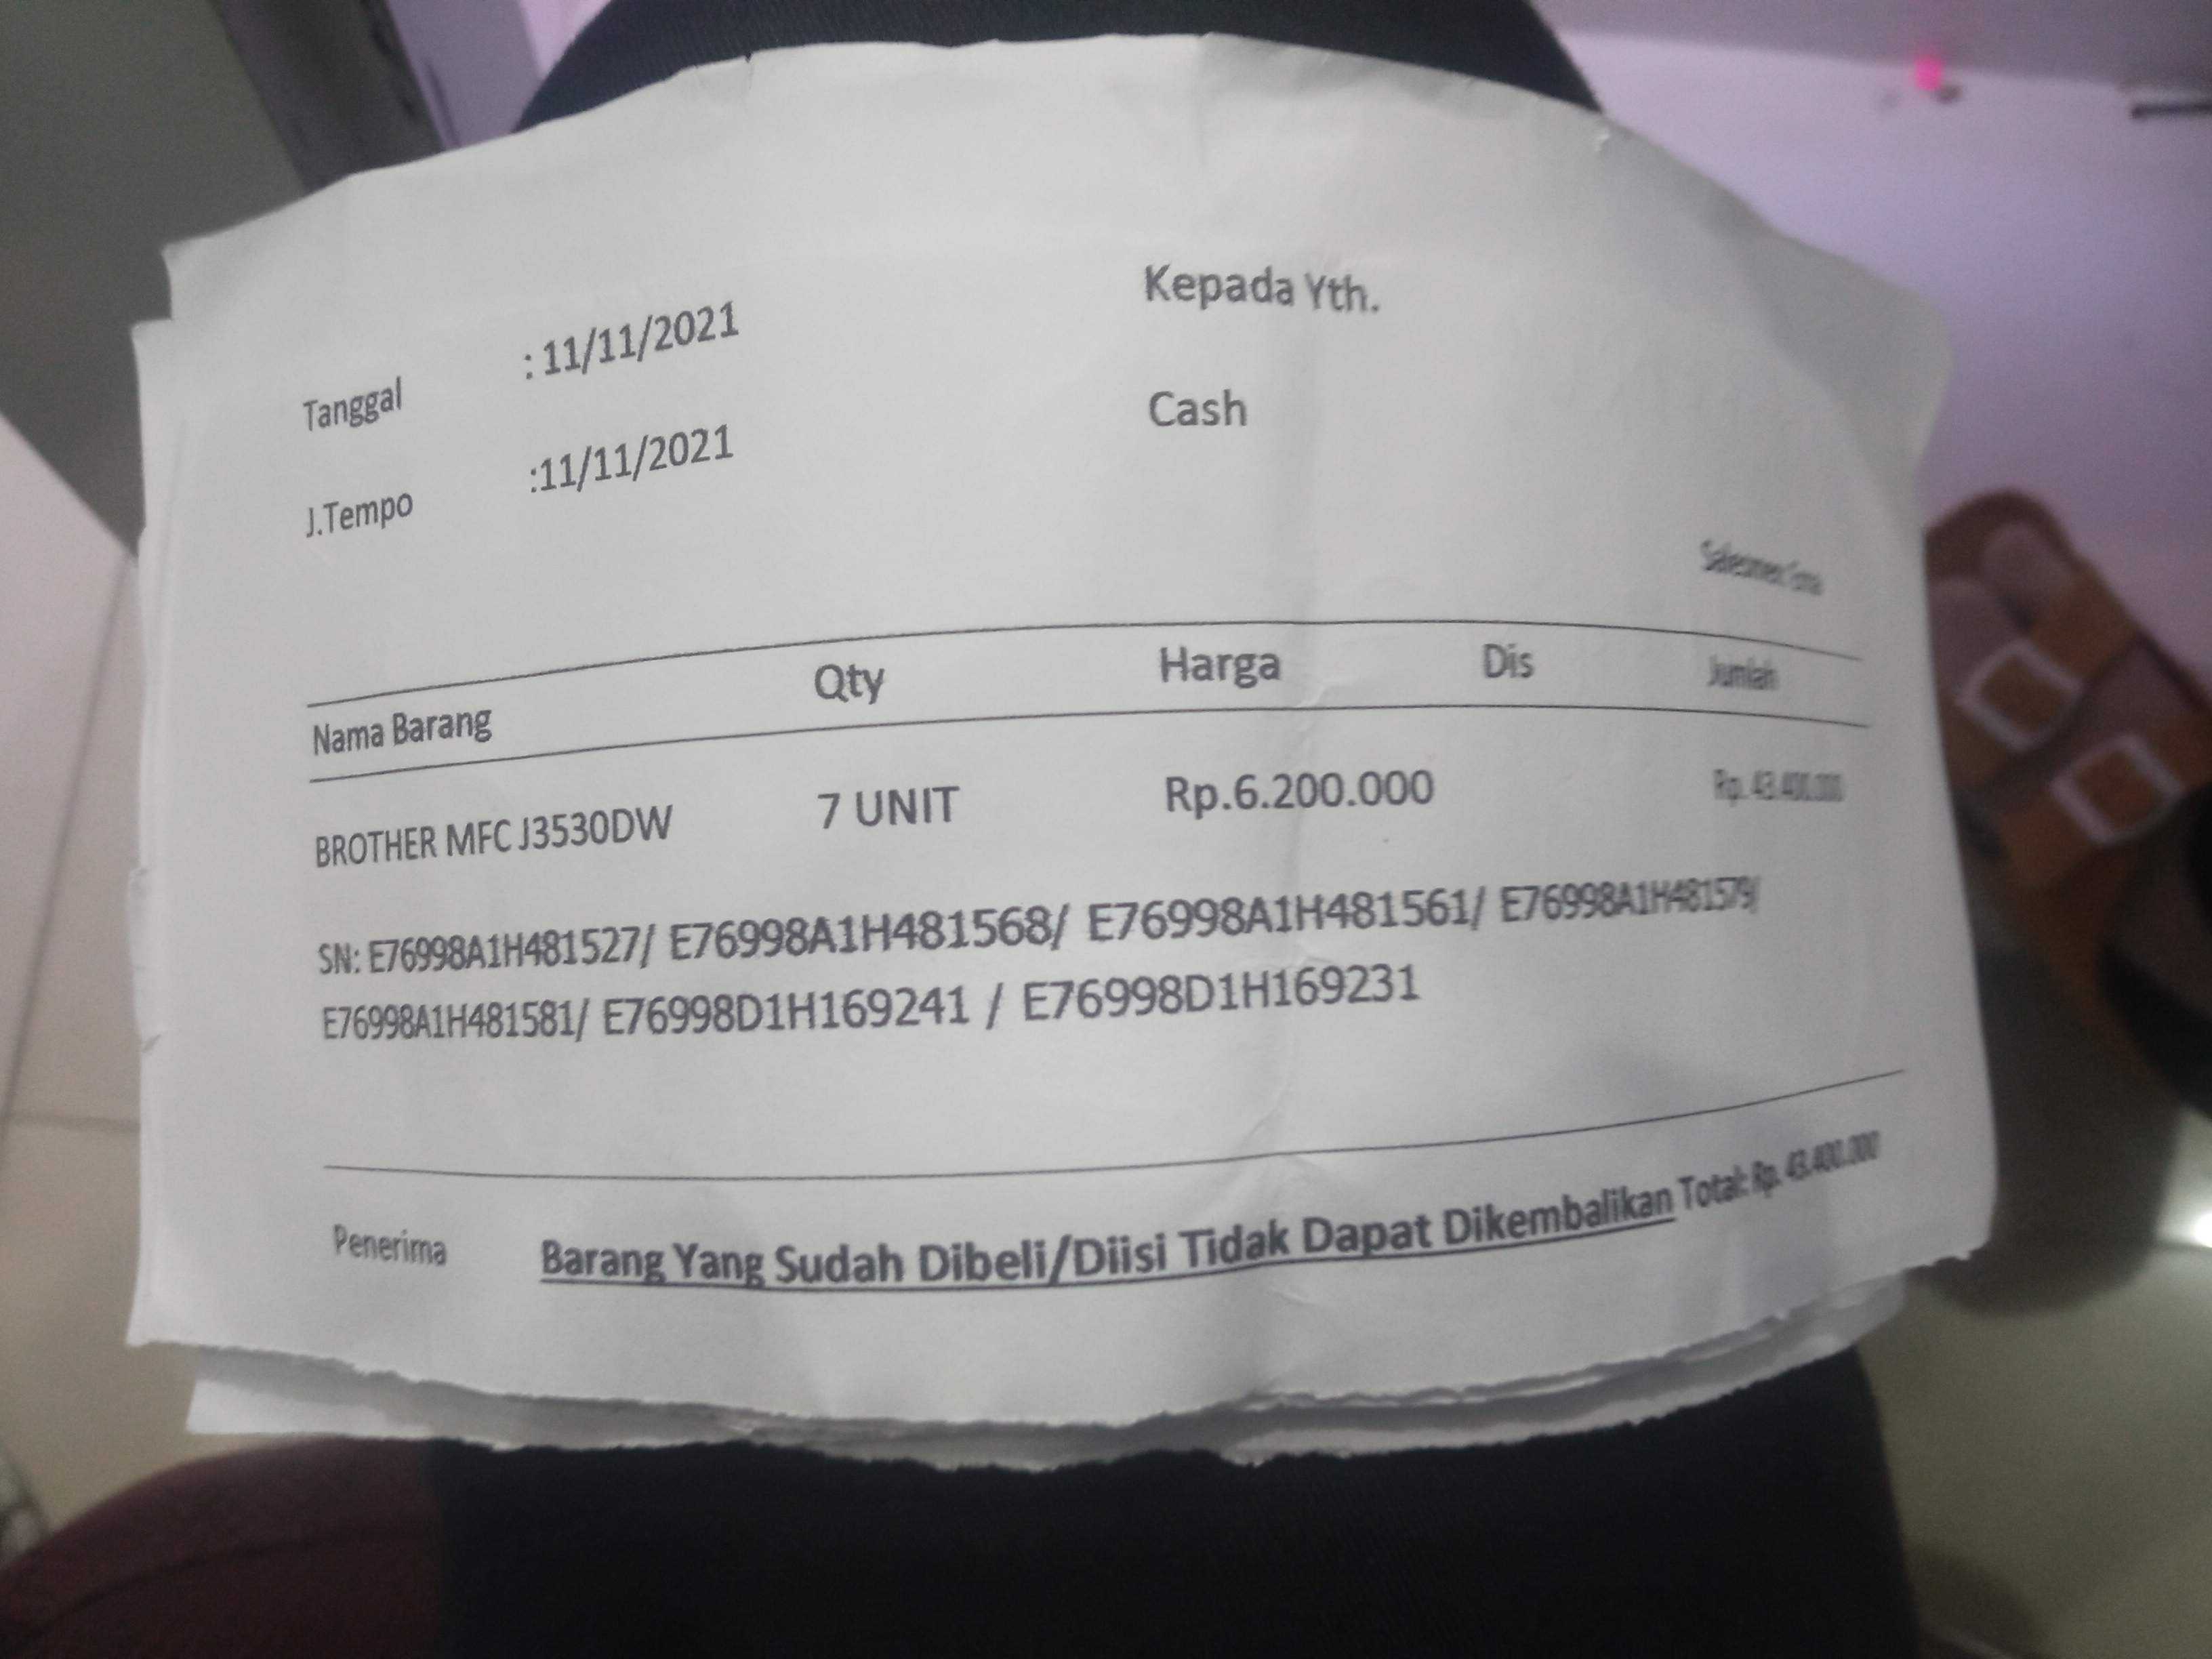 Kepada Yth.
Tanggal : 11/11/2021
Cash
J.Tempo :11/11/2021
Nama Barang Qty Harga Dis Jumlah
BROTHER MFC J3530DW 7 UNIT Rp.6.200.000 Rp. 43.400.000
SN: E76998A1H481527/ E76998A1H481568/ E76998A1H481561/ E76998A1H481579/
E76998A1H481581/ E76998D1H169241 / E76998D1H169231
Penerima Barang Yang Sudah Dibeli/Diisi Tidak Dapat Dikembalikan Total: Rp. 43.400.000